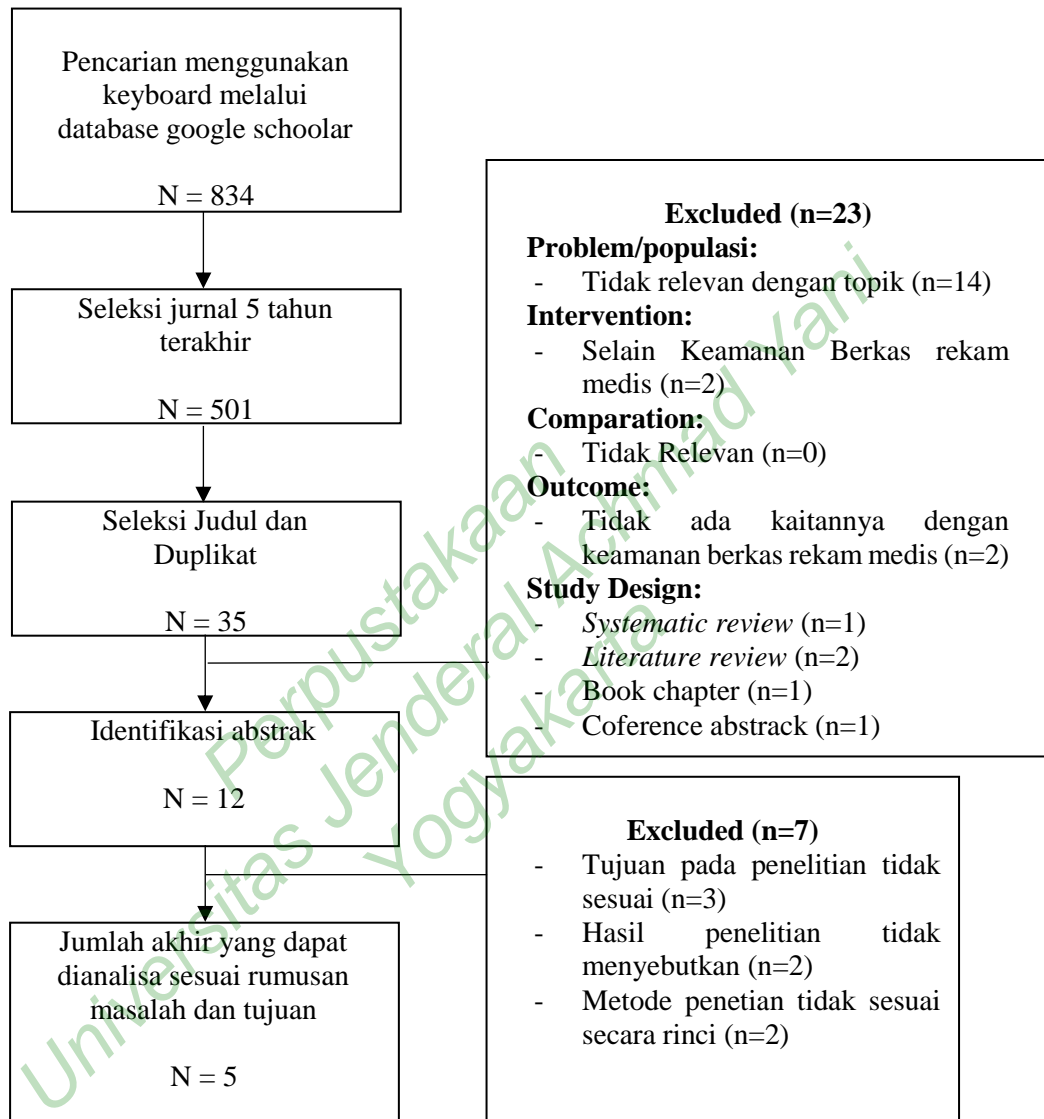 Pencarian menggunakan
keyboard melalui
database google schoolar
N = 834
Seleksi jurnal 5 tahun
terakhir
N = 501
Seleksi Judul dan
Duplikat
N = 35
Excluded (n=23)
Problem/populasi:
- Tidak relevan dengan topik (n=14)
Intervention:
- Selain Keamanan Berkas rekam
medis (n=2)
Comparation:
- Tidak Relevan (n=0)
Outcome:
- Tidak ada kaitannya dengan
keamanan berkas rekam medis (n=2)
Study Design:
- Systematic review (n=1)
- Literature review (n=2)
- Book chapter (n=1)
- Coference abstrack (n=1)
Identifikasi abstrak
N = 12
Excluded (n=7)
- Tujuan pada penelitian tidak
sesuai (n=3)
- Hasil penelitian tidak
menyebutkan (n=2)
- Metode penetian tidak sesuai
secara rinci (n=2)
Jumlah akhir yang dapat
dianalisa sesuai rumusan
masalah dan tujuan
N = 5
Perpustakaan
Universitas Jenderal Achmad Yani
Yogyakarta